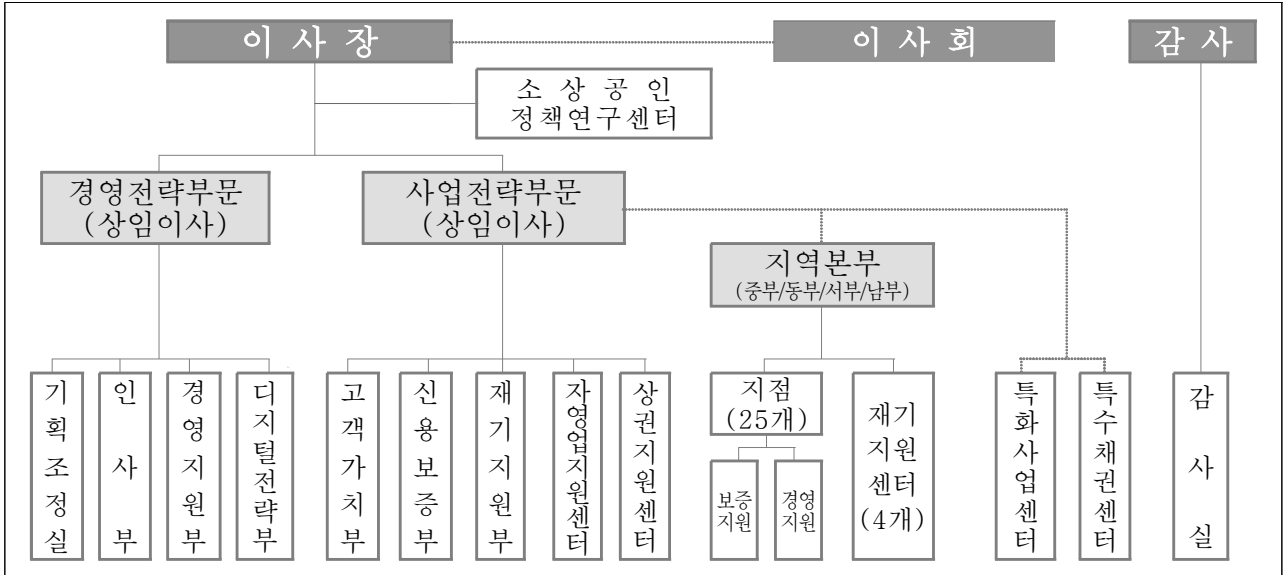 이 사 장
이 사 회
감 사
소 상 공 인
정책연구센터
경영전략부문
(상임이사)
사업전략부문
(상임이사)
지역본부
(중부/동부/서부/남부)
기획조정실
인사부
경영지원부
디지털전략부
고객가치부
신용보증부
재기지원부
자영업지원센터
상권지원센터
지점
(25개)
보증
지원
경영
지원
재기
지원
센터
(4개)
특화사업센터
특수채권센터
감사실